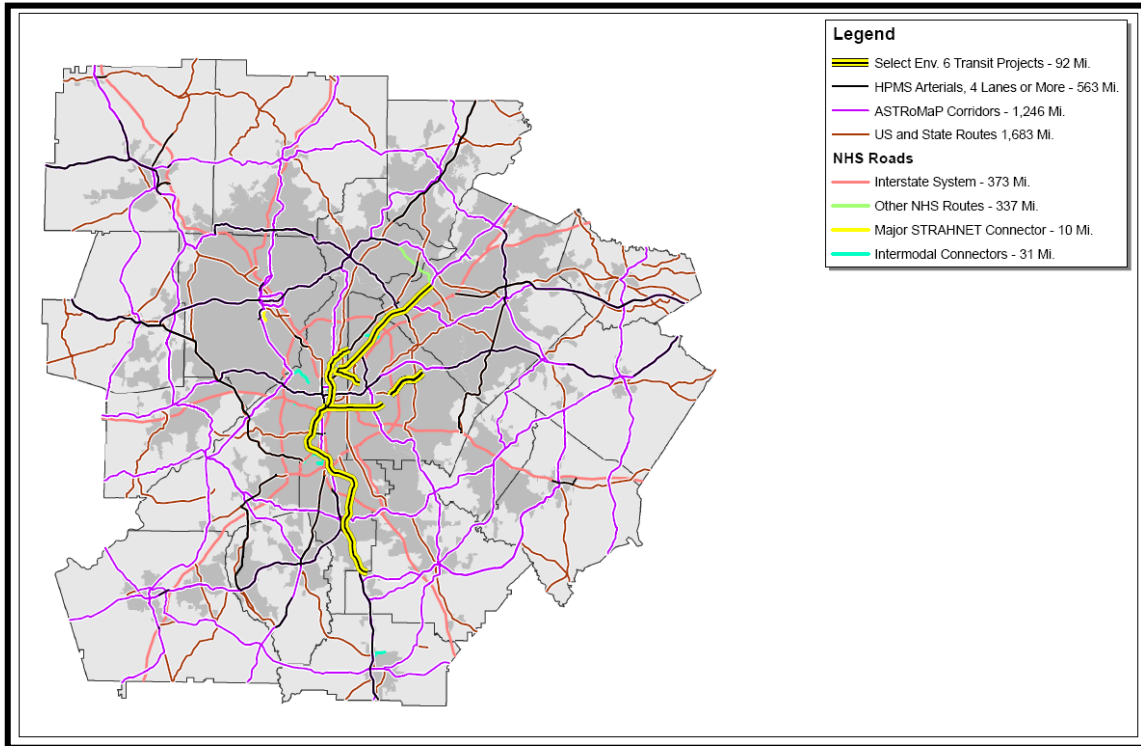 Legend
Select Env. 6 Transit Projects - 92 Mi.
HPMS Arterials, 4 Lanes or More - 563 Mi.
ASTRoMaP Corridors - 1,246 Mi.
US and State Routes 1,683 Mi.
NHS Roads
Interstate System - 373 Mi.
Other NHS Routes - 337 Mi.
Major STRAHNET Connector - 10 Mi.
Intermodal Connectors - 31 Mi.